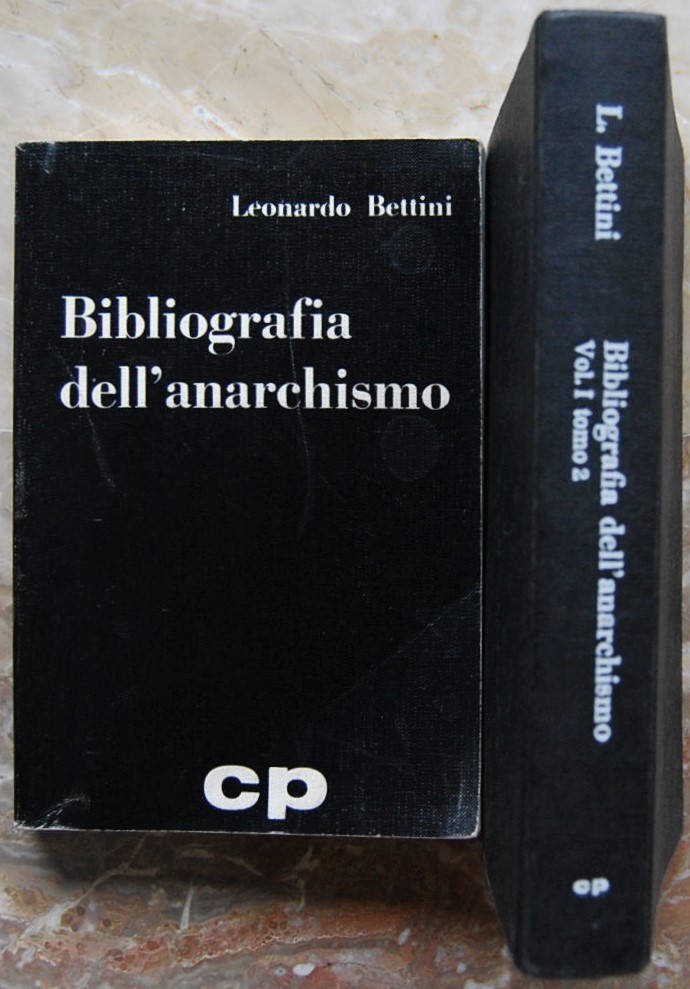 Leonardo Bettini
Bibliografia
dell'anarchismo
cp
L. Bettini
Bibliografia dell'anarchismo
Vol. I tomo 2
cp